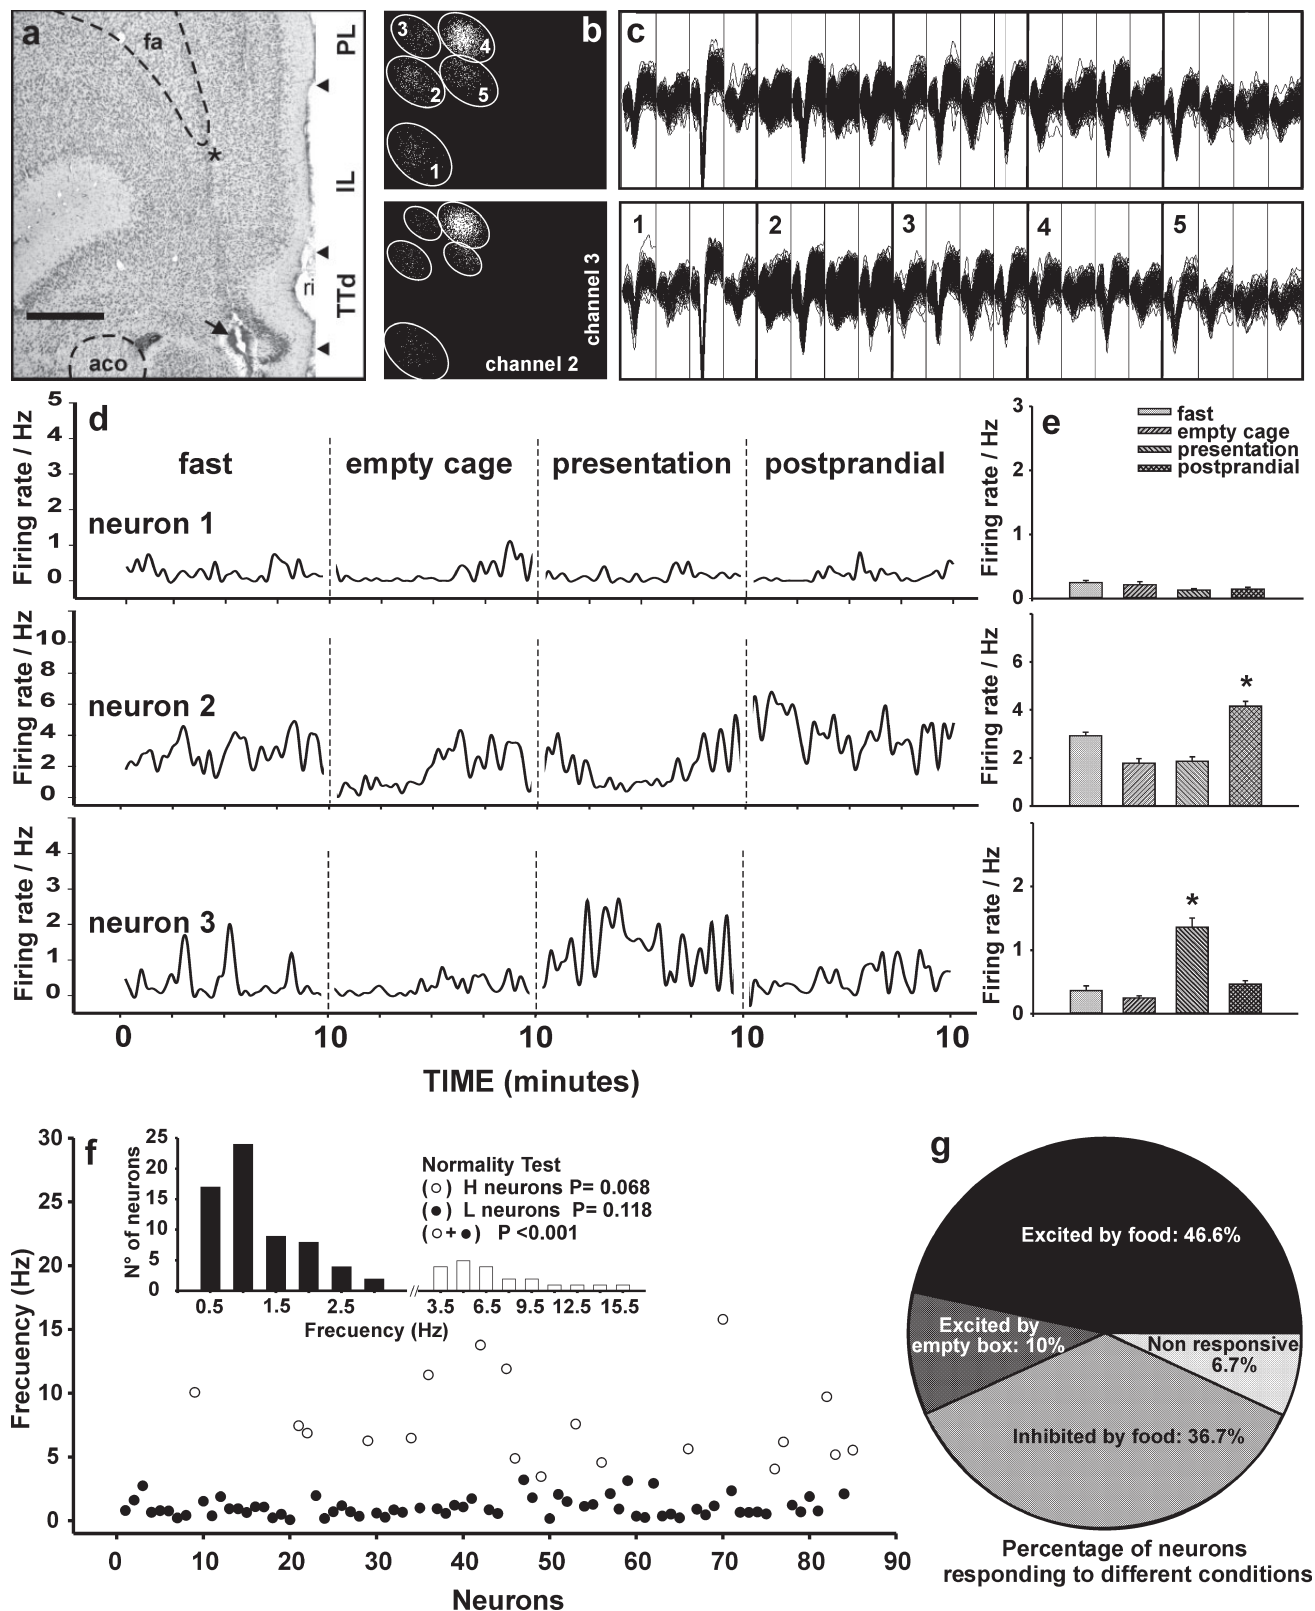 a
fa
PL
*
IL
ri
TTd
aco
b
3
4
2
5
1
channel 3
channel 2
c
1
2
3
4
5
d
Firing rate / Hz
5
4
3
2
1
0
fast
empty cage
presentation
postprandial
neuron 1
Firing rate / Hz
10
8
6
4
2
0
neuron 2
Firing rate / Hz
4
3
2
1
0
neuron 3
0
10
10
10
10
TIME (minutes)
e
fast
empty cage
presentation
postprandial
Firing rate / Hz
3
2
1
0
Firing rate / Hz
6
4
2
0
*
Firing rate / Hz
2
1
0
*
f
Frecuency (Hz)
30
25
20
15
10
5
0
0 10 20 30 40 50 60 70 80 90
Neurons
N° of neurons
25
20
15
10
5
0
0.5 1.5 2.5 // 3.5 6.5 9.5 12.5 15.5
Frecuency (Hz)
Normality Test
(○) H neurons P= 0.068
(●) L neurons P= 0.118
(○+●) P <0.001
g
Excited by food: 46.6%
Excited by
empty box: 10%
Non responsive
6.7%
Inhibited by food: 36.7%
Percentage of neurons
responding to different conditions